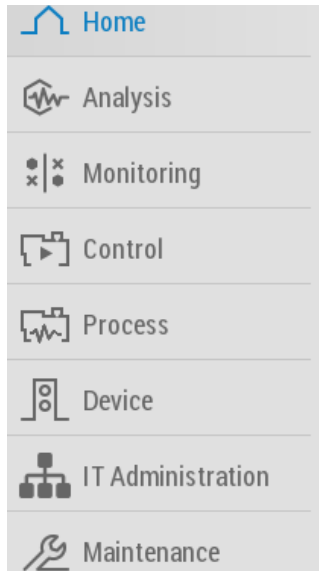 Home
Analysis
Monitoring
Control
Process
Device
IT Administration
Maintenance